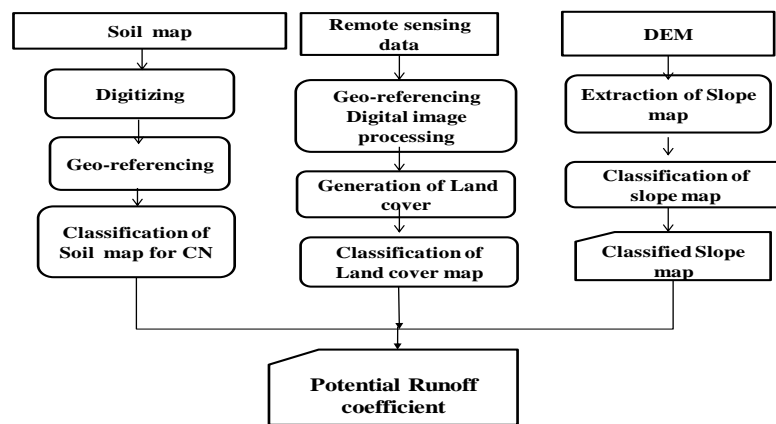 Soil map
Digitizing
Geo-referencing
Classification of
Soil map for CN
Remote sensing
data
Geo-referencing
Digital image
processing
Generation of Land
cover
Classification of
Land cover map
DEM
Extraction of Slope
map
Classification of
slope map
Classified Slope
map
Potential Runoff
coefficient